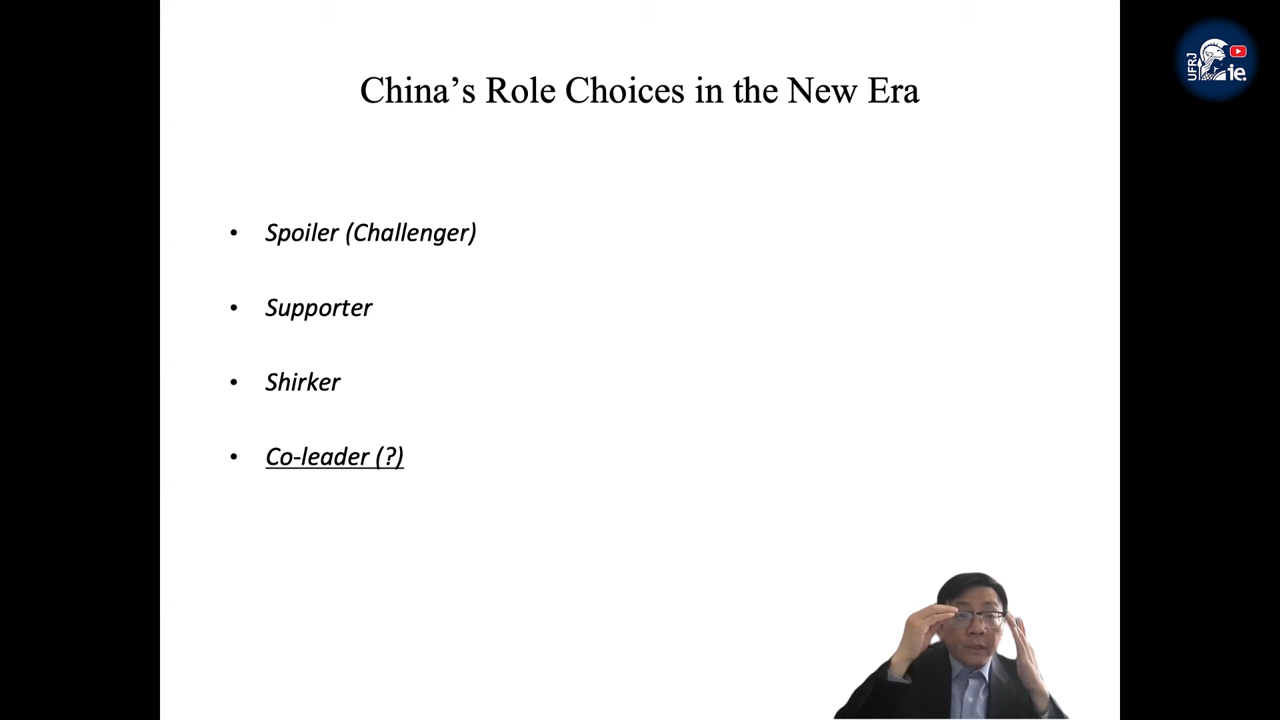 China’s Role Choices in the New Era
UFRJ
ie.
• Spoiler (Challenger)
• Supporter
• Shirker
• Co-leader (?)